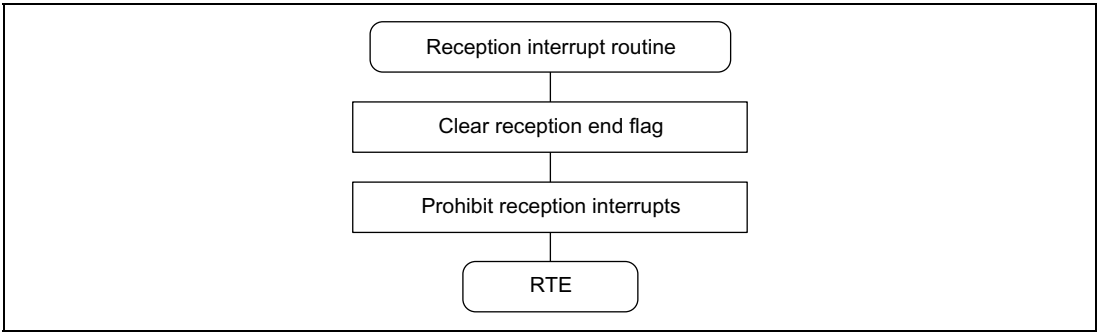 Reception interrupt routine
Clear reception end flag
Prohibit reception interrupts
RTE